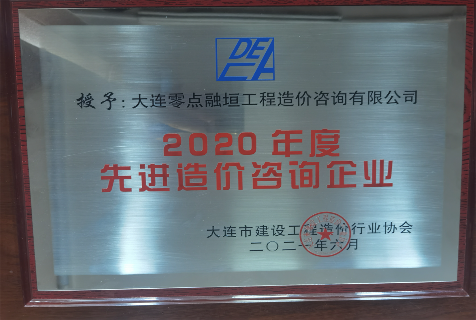 DECA
授予：大连零点融垣工程造价咨询有限公司
2020年度
先进造价咨询企业
大连市建设工程造价行业协会
二〇二一年六月